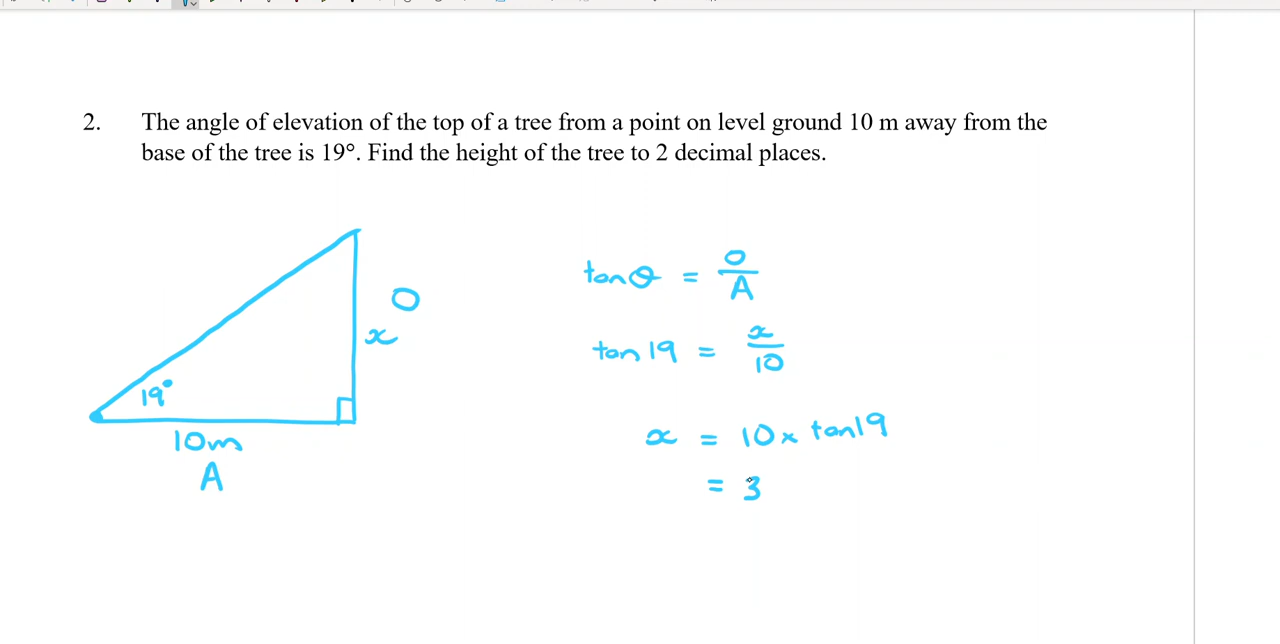 2. The angle of elevation of the top of a tree from a point on level ground 10 m away from the
base of the tree is 19°. Find the height of the tree to 2 decimal places.
tanθ = O/A
O
x
tan 19 = x/10
19°
10m
A
x = 10 × tan19
= 3